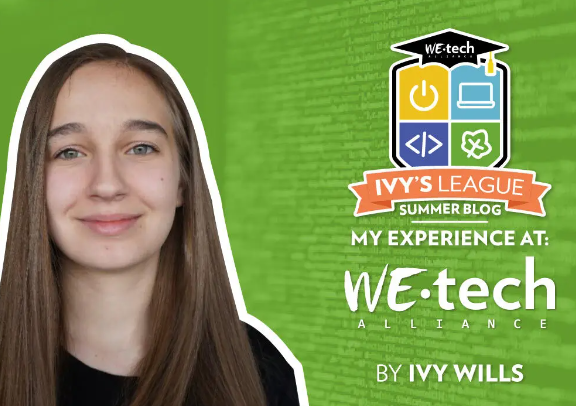 WE·tech
ALLIANCE
</>
IVY'S LEAGUE
SUMMER BLOG
MY EXPERIENCE AT:
WE·tech
ALLIANCE
BY IVY WILLS